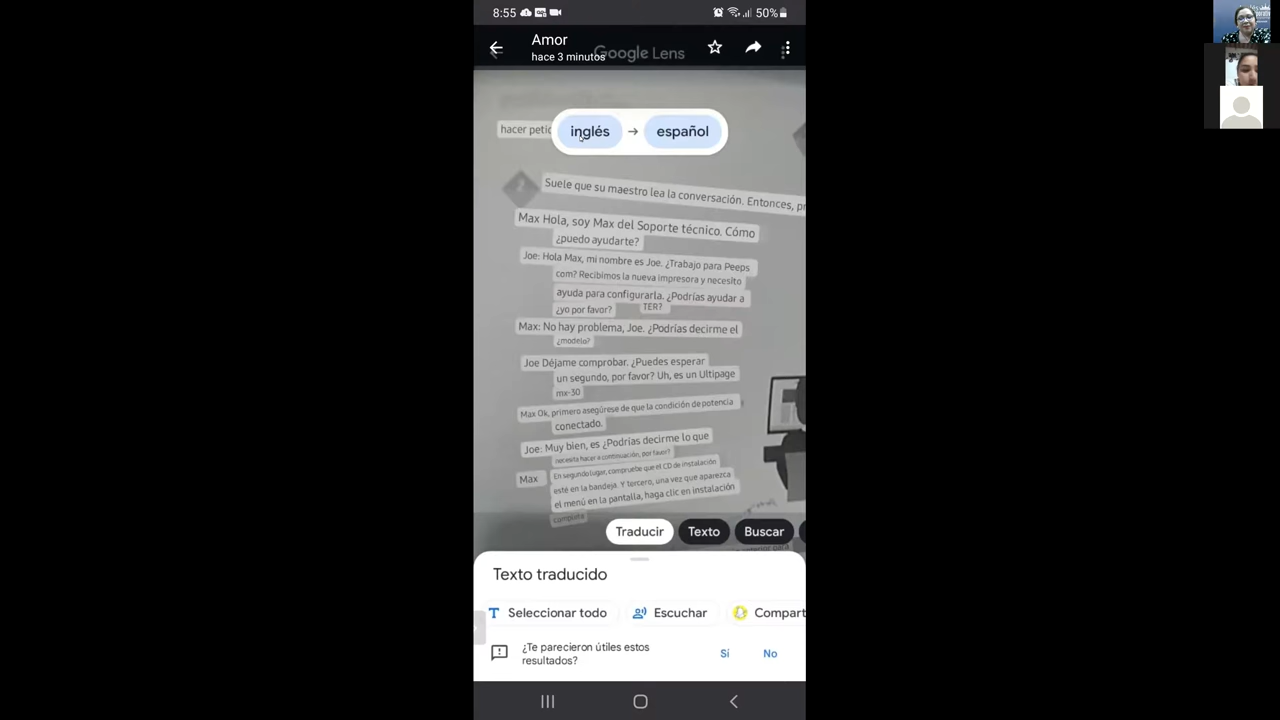 8:55
50%
Amor
hace 3 minutos
Google Lens
hacer petic
inglés → español
2
Suele que su maestro lea la conversación. Entonces, pr
Max Hola, soy Max del Soporte técnico. Cómo
¿puedo ayudarte?
Joe: Hola Max, mi nombre es Joe. ¿Trabajo para Peeps
com? Recibimos la nueva impresora y necesito
ayuda para configurarla. ¿Podrías ayudar a
¿yo por favor?
TER?
Max: No hay problema, Joe. ¿Podrías decirme el
¿modelo?
Joe Déjame comprobar. ¿Puedes esperar
un segundo, por favor? Uh, es un Ultipage
mx-30
Max Ok, primero asegúrese de que la condición de potencia
conectado.
Joe: Muy bien, es ¿Podrías decirme lo que
necesita hacer a continuación, por favor?
Max En segundo lugar, compruebe que el CD de instalación
esté en la bandeja. Y tercero, una vez que aparezca
el menú en la pantalla, haga clic en instalación
completa
Traducir Texto Buscar
Texto traducido
Seleccionar todo Escuchar Compart
¿Te parecieron útiles estos
resultados?
Sí No